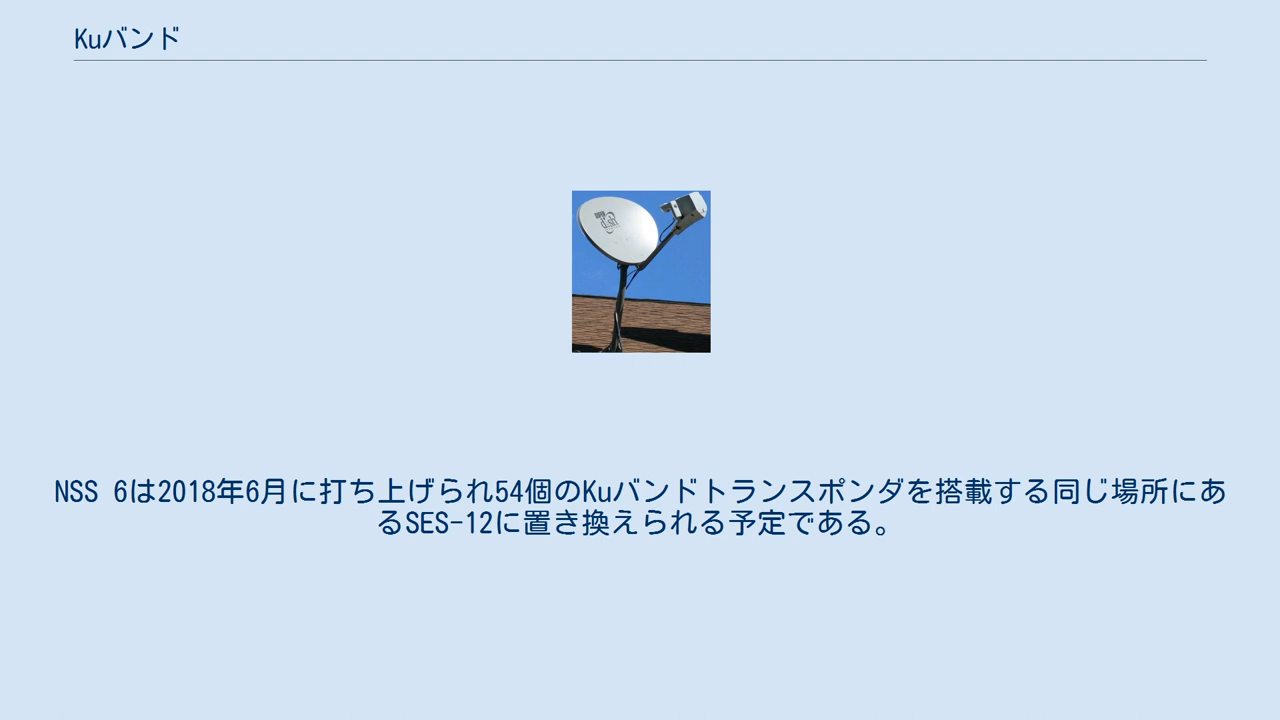 Kuバンド
NSS 6は2018年6月に打ち上げられ54個のKuバンドトランスポンダを搭載する同じ場所にあ
るSES-12に置き換えられる予定である。